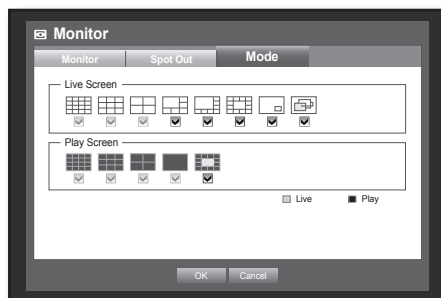 Monitor
Monitor Spot Out Mode
Live Screen
Play Screen
Live Play
OK Cancel